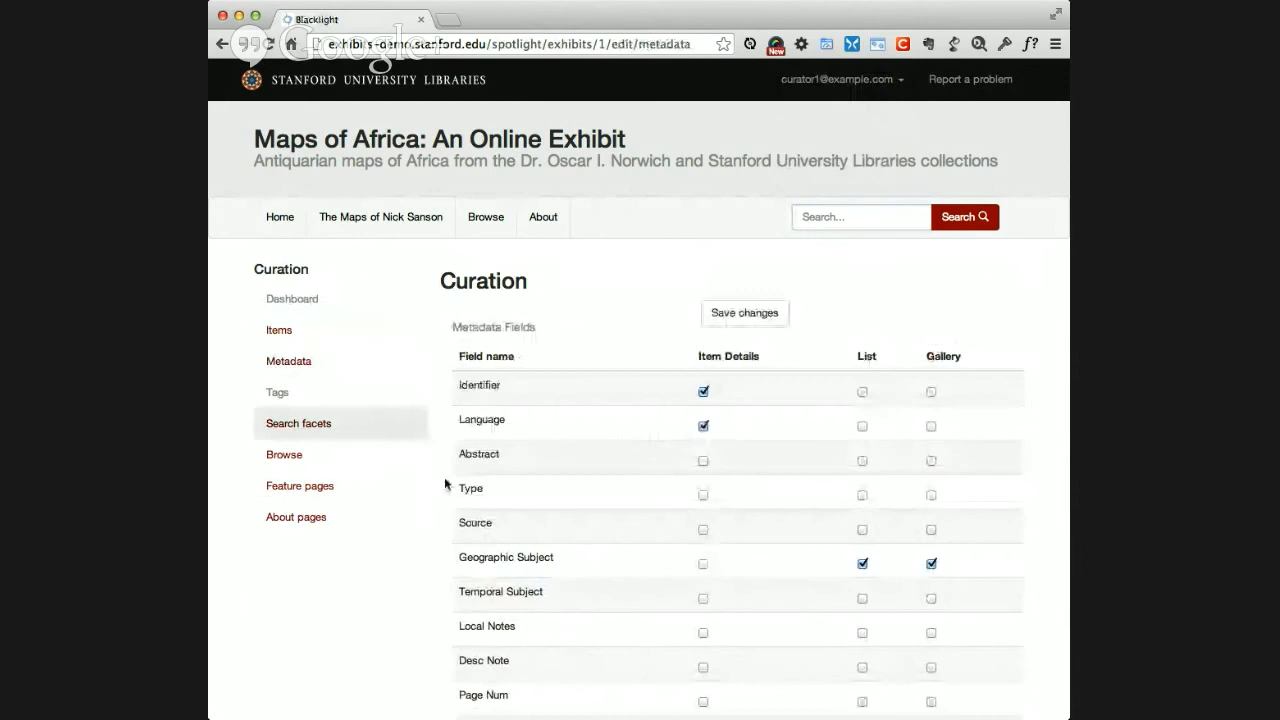 Blacklight
Google+
exhibits-demo.stanford.edu/spotlight/exhibits/1/edit/metadata
New
f?
STANFORD UNIVERSITY LIBRARIES
curator1@example.com
Report a problem
Maps of Africa: An Online Exhibit
Antiquarian maps of Africa from the Dr. Oscar I. Norwich and Stanford University Libraries collections
Home
The Maps of Nick Sanson
Browse
About
Search...
Search
Curation
Dashboard
Items
Metadata
Tags
Search facets
Browse
Feature pages
About pages
Curation
Save changes
Metadata Fields
Field name Item Details List Gallery
Identifier
Language
Abstract
Type
Source
Geographic Subject
Temporal Subject
Local Notes
Desc Note
Page Num